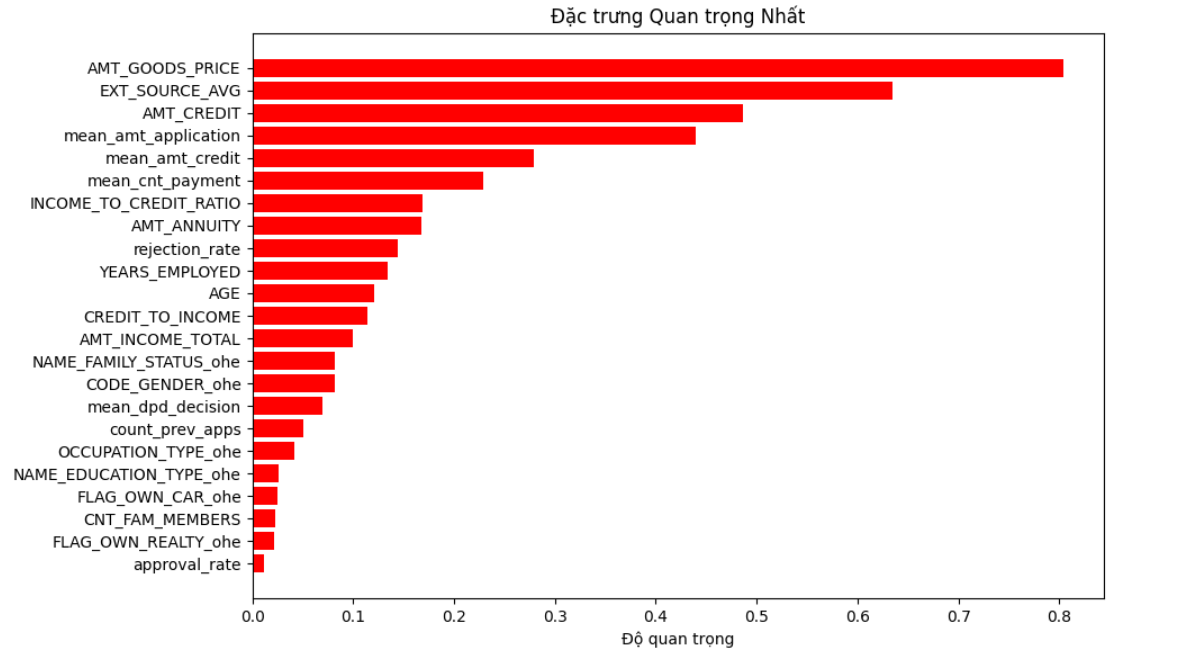 Đặc trưng Quan trọng Nhất
AMT_GOODS_PRICE
EXT_SOURCE_AVG
AMT_CREDIT
mean_amt_application
mean_amt_credit
mean_cnt_payment
INCOME_TO_CREDIT_RATIO
AMT_ANNUITY
rejection_rate
YEARS_EMPLOYED
AGE
CREDIT_TO_INCOME
AMT_INCOME_TOTAL
NAME_FAMILY_STATUS_ohe
CODE_GENDER_ohe
mean_dpd_decision
count_prev_apps
OCCUPATION_TYPE_ohe
NAME_EDUCATION_TYPE_ohe
FLAG_OWN_CAR_ohe
CNT_FAM_MEMBERS
FLAG_OWN_REALTY_ohe
approval_rate
0.0 0.1 0.2 0.3 0.4 0.5 0.6 0.7 0.8
Độ quan trọng